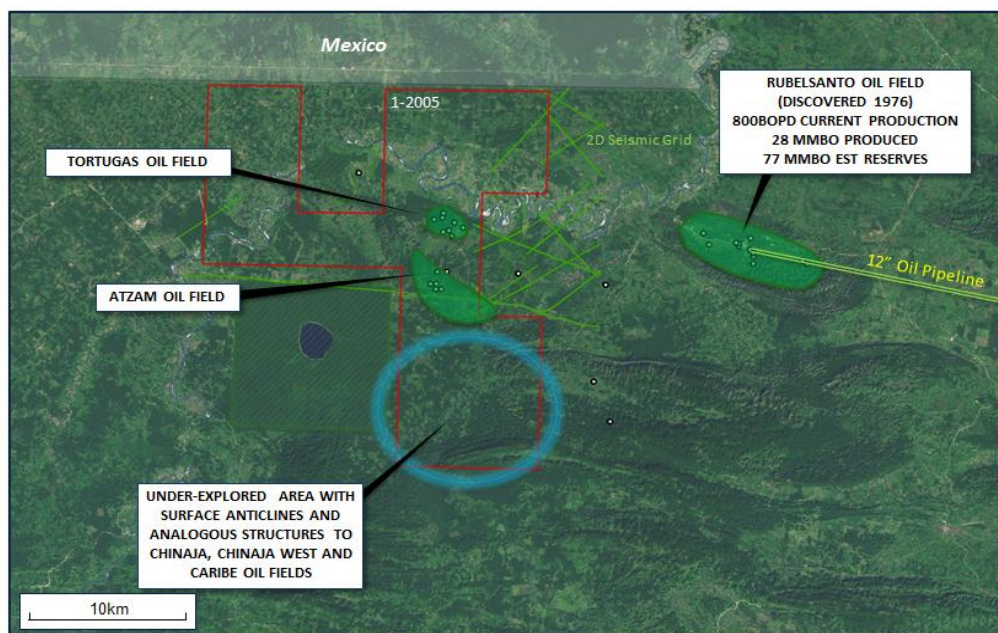 Mexico
1-2005
2D Seismic Grid
RUBELSANTO OIL FIELD
(DISCOVERED 1976)
800BOPD CURRENT PRODUCTION
28 MMBO PRODUCED
77 MMBO EST RESERVES
TORTUGAS OIL FIELD
12” Oil Pipeline
ATZAM OIL FIELD
UNDER-EXPLORED AREA WITH
SURFACE ANTICLINES AND
ANALOGOUS STRUCTURES TO
CHINAJA, CHINAJA WEST AND
CARIBE OIL FIELDS
10km